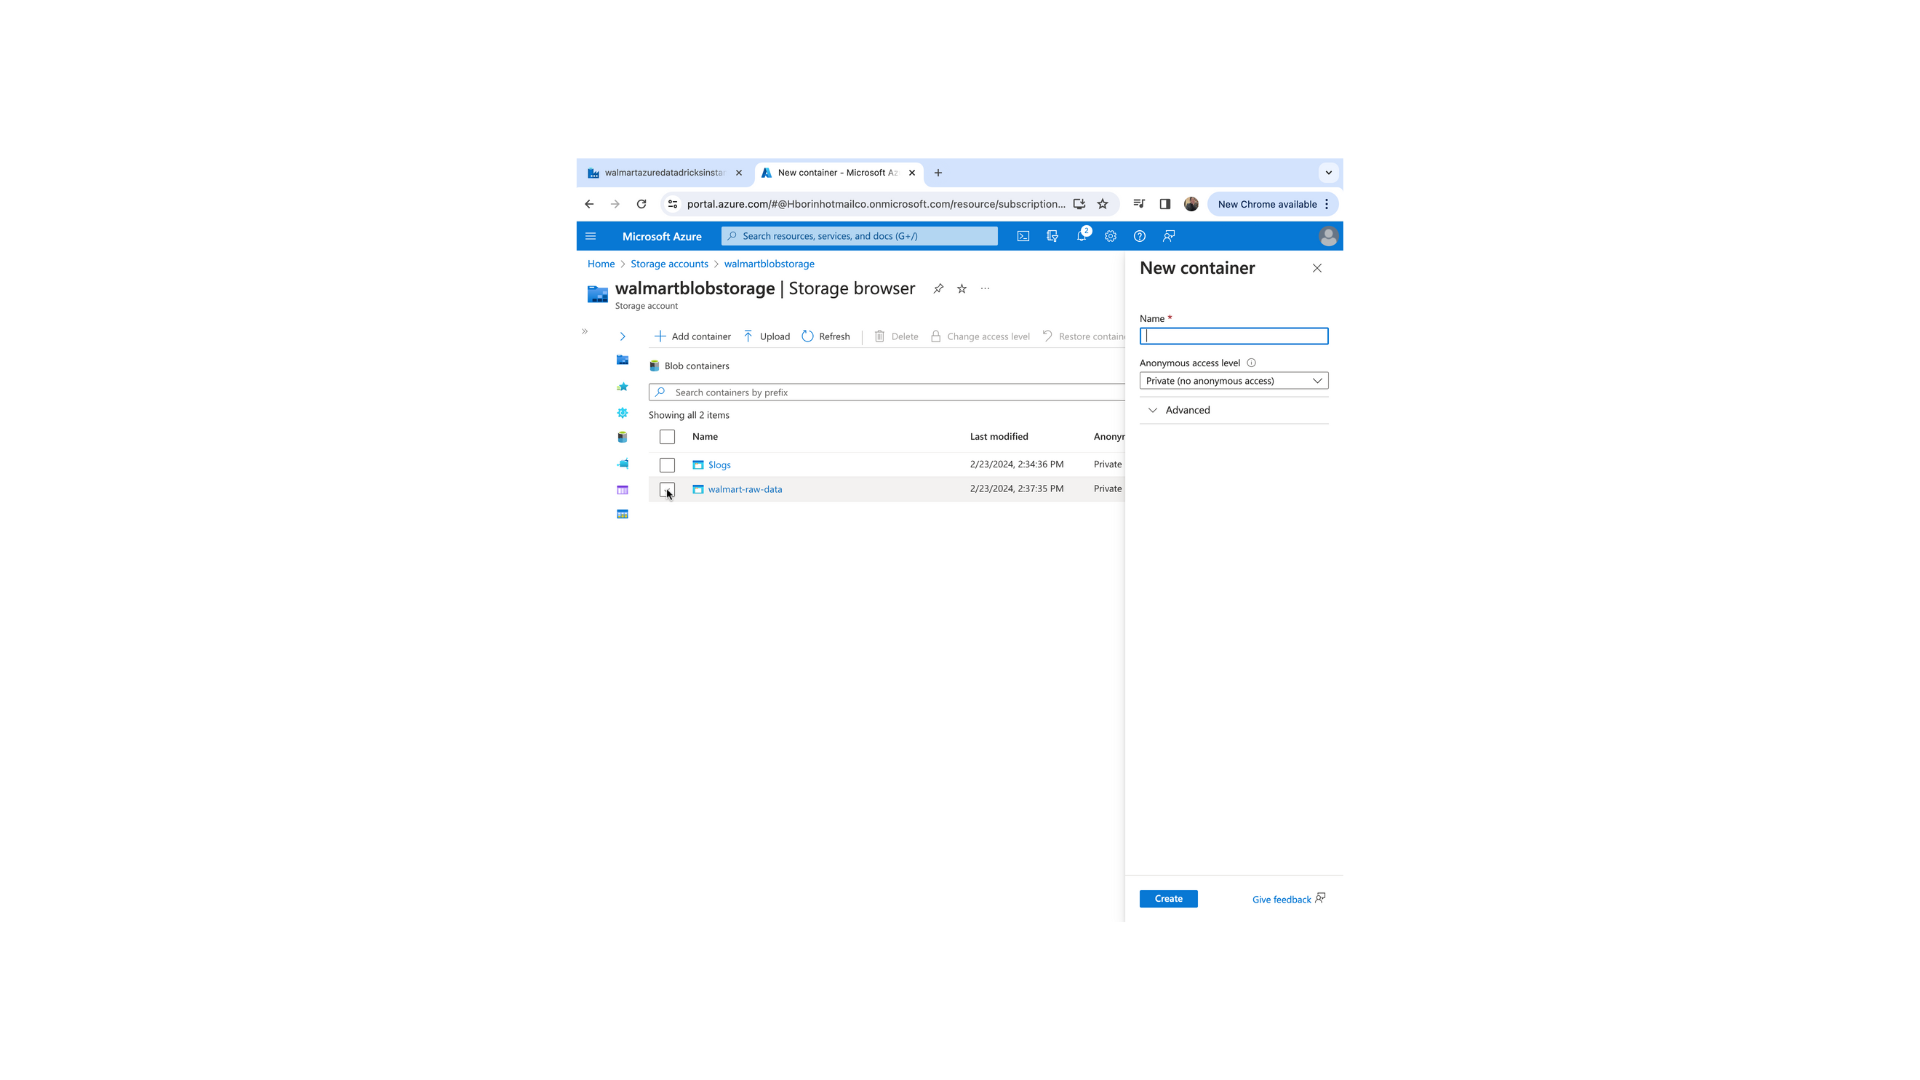 walmartazuredatadricksinsta
New container - Microsoft Az
portal.azure.com/#@Hborinhotmailco.onmicrosoft.com/resource/subscription...
New Chrome available
Microsoft Azure
Search resources, services, and docs (G+/)
2
Home > Storage accounts > walmartblobstorage
walmartblobstorage | Storage browser
...
Storage account
Add container
Upload
Refresh
Delete
Change access level
Restore contain
Blob containers
Search containers by prefix
Showing all 2 items
Name
Last modified
Anonyr
$logs
2/23/2024, 2:34:36 PM
Private
walmart-raw-data
2/23/2024, 2:37:35 PM
Private
New container
Name *
Anonymous access level
Private (no anonymous access)
Advanced
Create
Give feedback